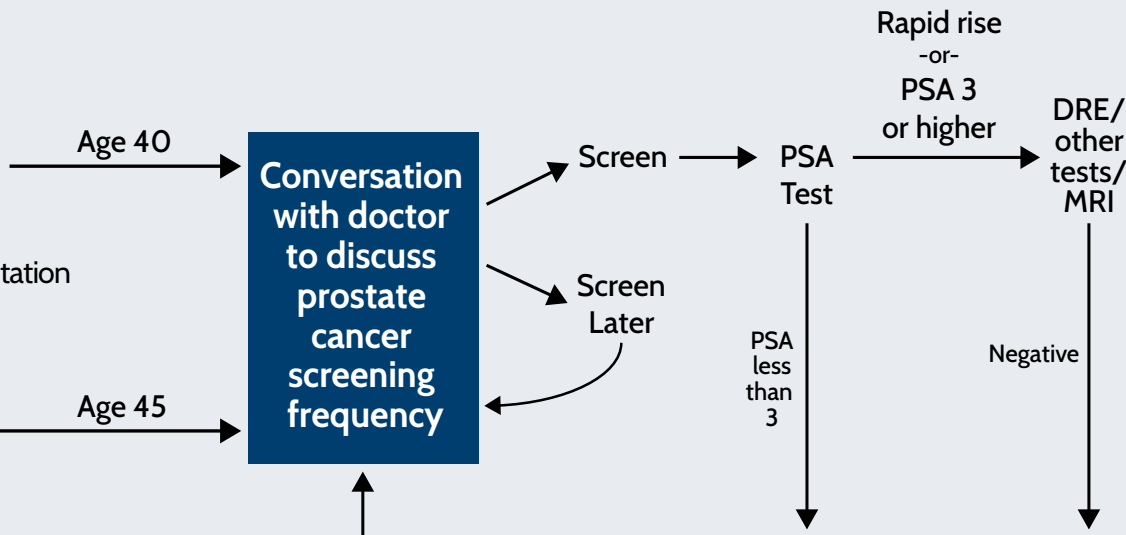 Age 40
tation
Age 45
Conversation
with doctor
to discuss
prostate
cancer
screening
frequency
Screen
Screen
Later
PSA
Test
PSA
less
than
3
Rapid rise
-or-
PSA 3
or higher
DRE/
other
tests/
MRI
Negative